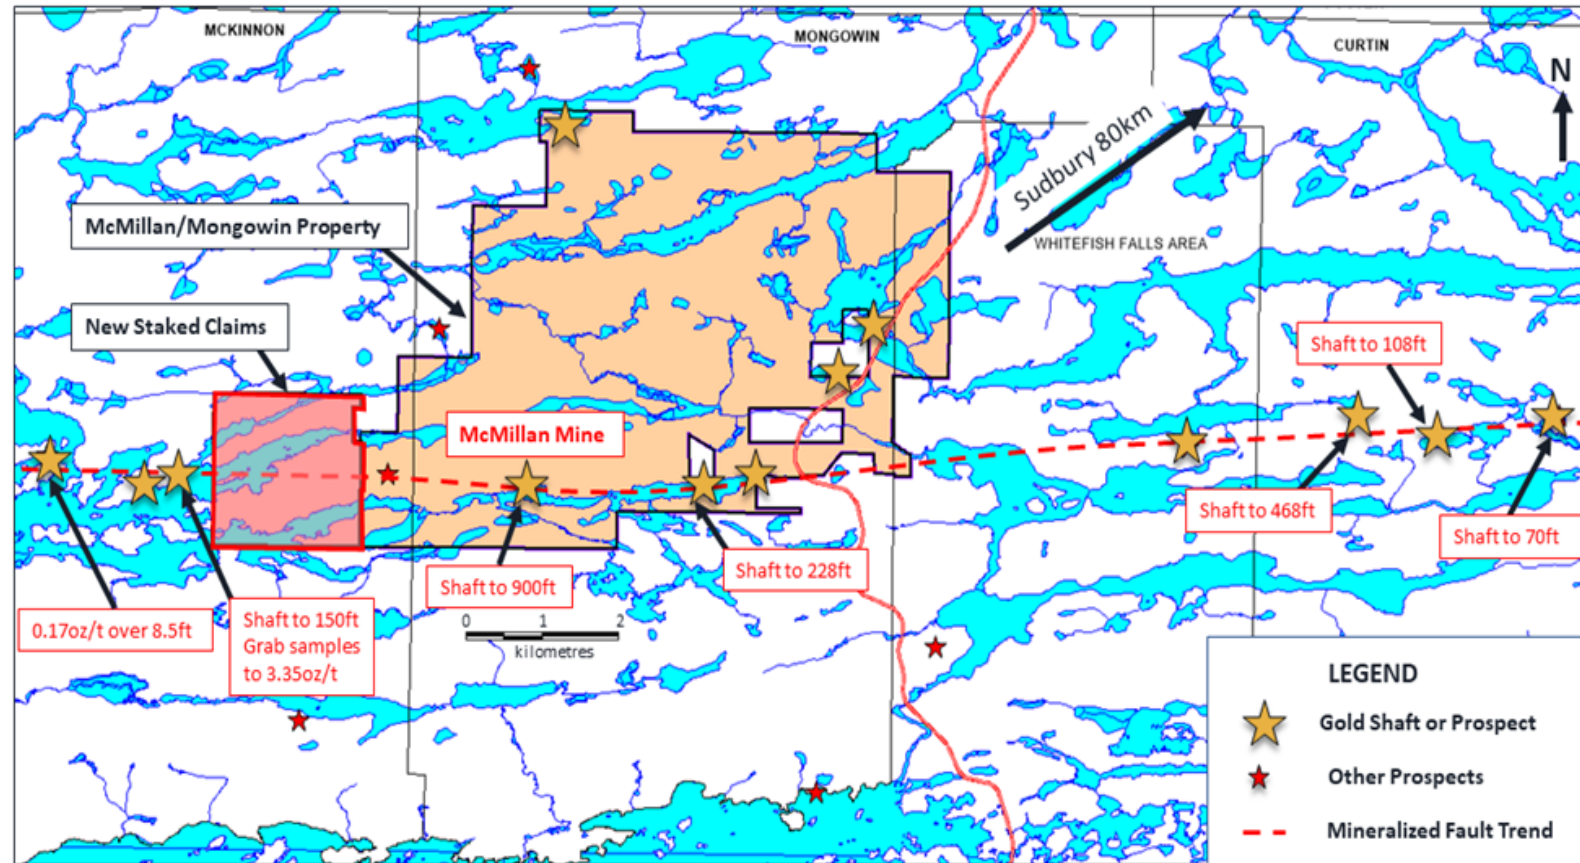 MCKINNON
MONGOWIN
CURTIN
N
Sudbury 80km
WHITEFISH FALLS AREA
McMillan/Mongowin Property
New Staked Claims
McMillan Mine
Shaft to 108ft
Shaft to 468ft
Shaft to 70ft
Shaft to 900ft
Shaft to 228ft
0.17oz/t over 8.5ft
Shaft to 150ft
Grab samples
to 3.35oz/t
0 1 2
kilometres
LEGEND
Gold Shaft or Prospect
Other Prospects
Mineralized Fault Trend